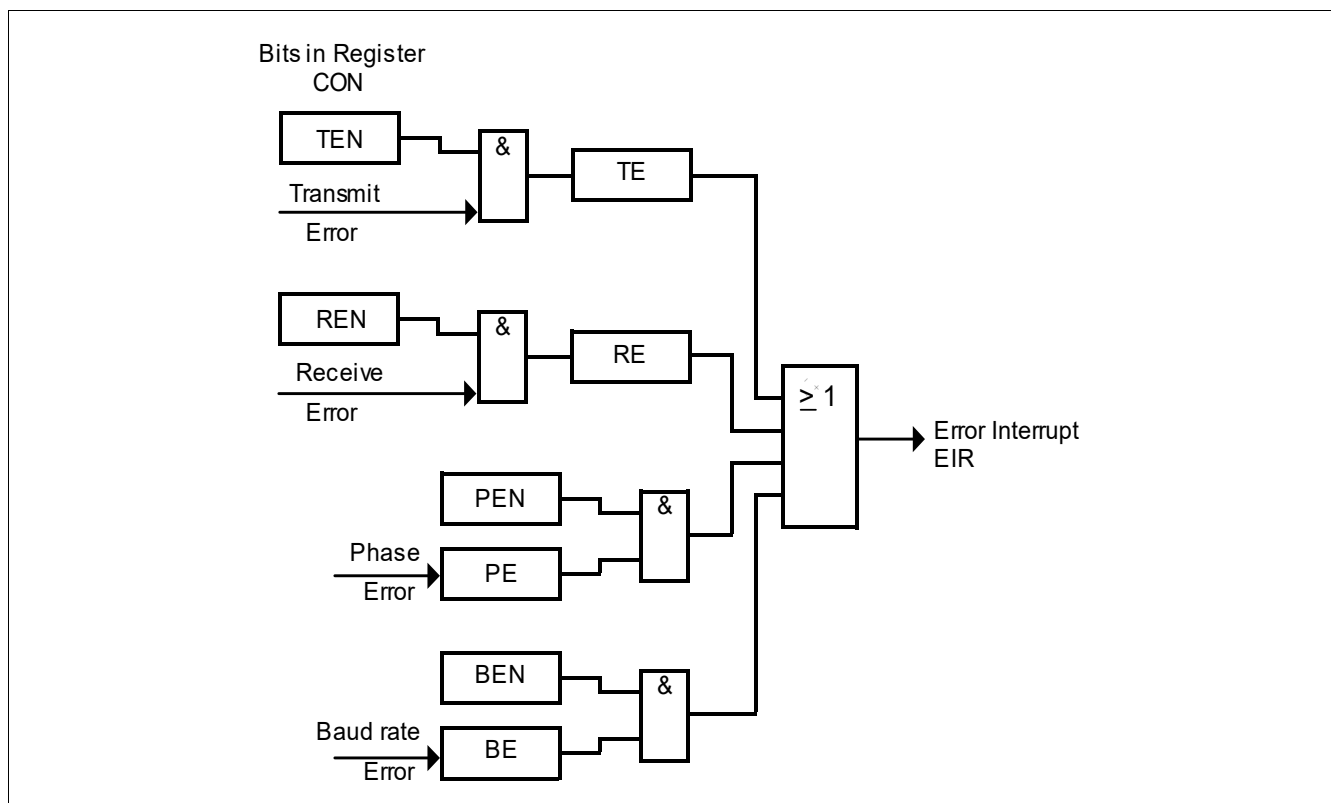 Bits in Register
CON
TEN
&
TE
Transmit
Error
REN
&
RE
Receive
Error
≥ 1
Error Interrupt
EIR
PEN
&
Phase
Error
PE
BEN
&
Baud rate
Error
BE